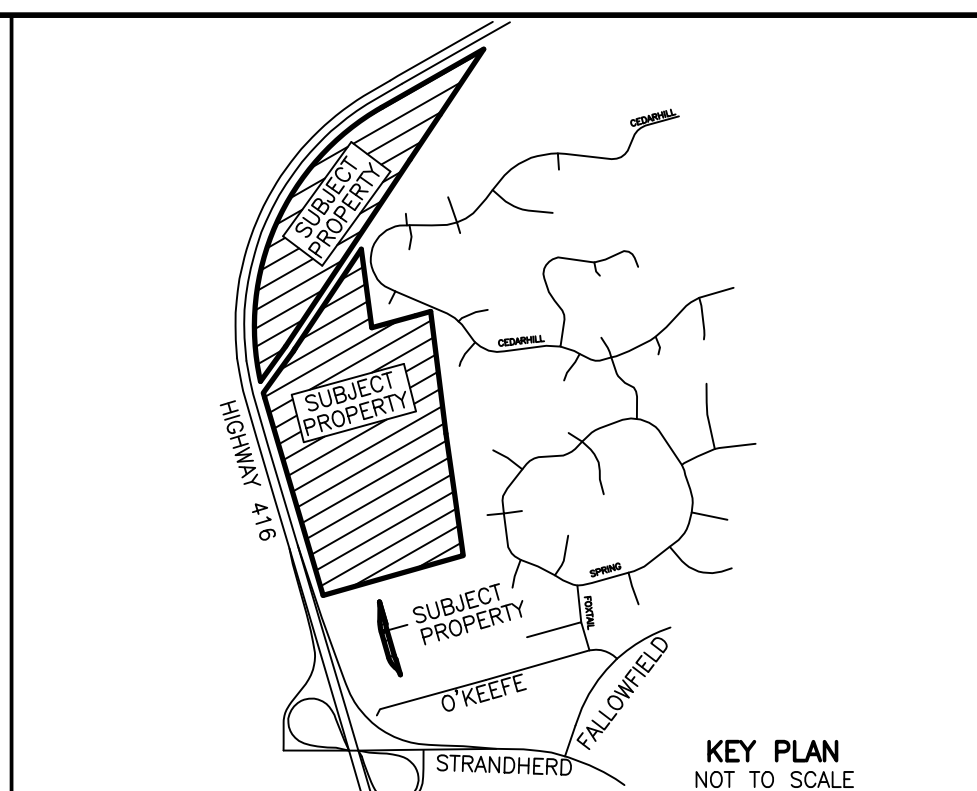 CEDARHILL
SUBJECT
PROPERTY
CEDARHILL
SUBJECT
PROPERTY
HIGHWAY 416
SPRING
FOXTAIL
SUBJECT
PROPERTY
O'KEEFE
FALLOWFIELD
STRANDHERD
KEY PLAN
NOT TO SCALE